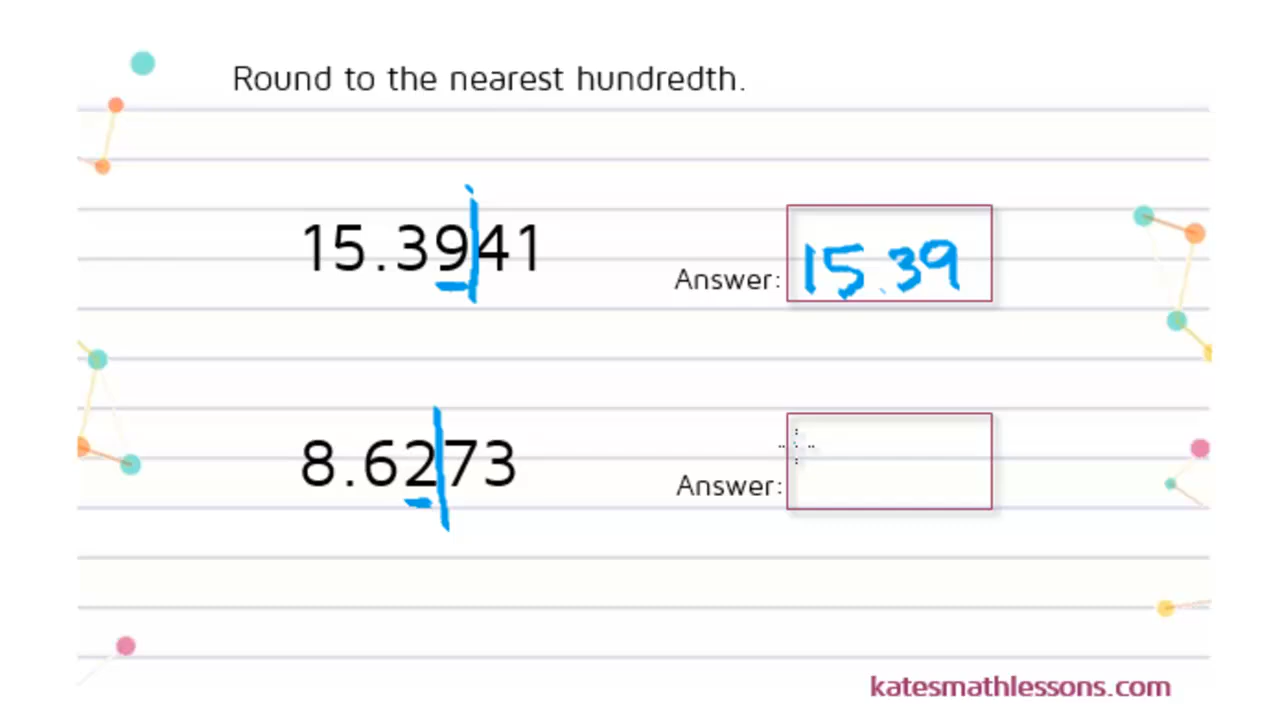 Round to the nearest hundredth.
15.3941
Answer: 15.39
8.6273
Answer:
katesmathlessons.com